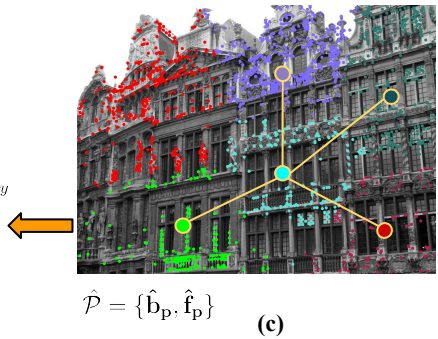 y
𝒫̂ = {b̂ₚ, f̂ₚ}
(c)